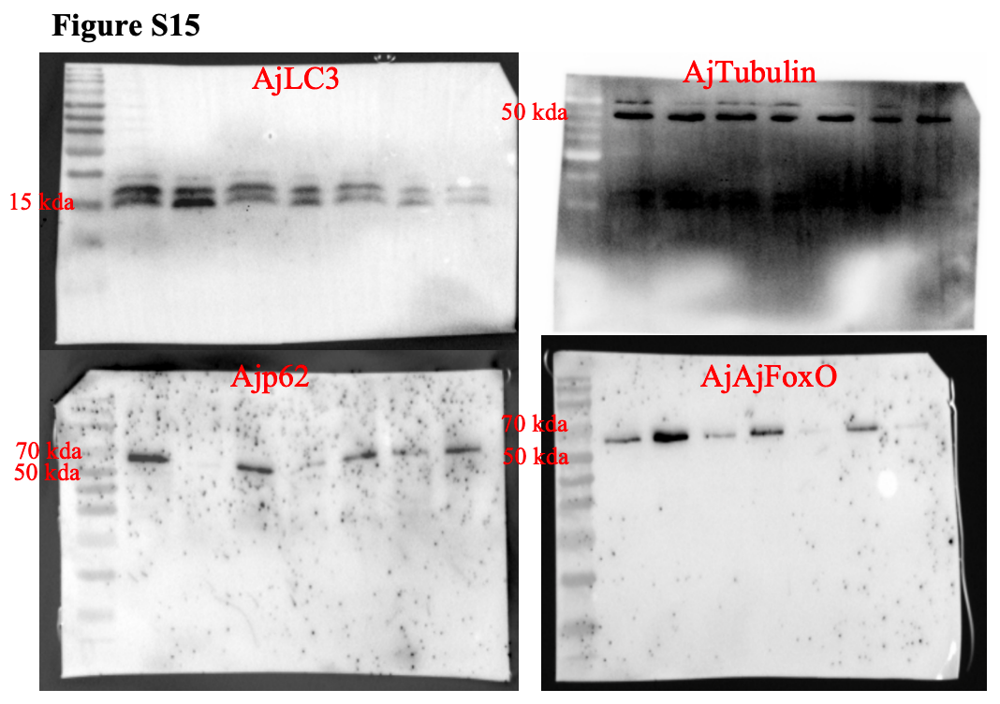 Figure S15
AjLC3
15 kda
AjTubulin
50 kda
Ajp62
70 kda
50 kda
AjAjFoxO
70 kda
50 kda